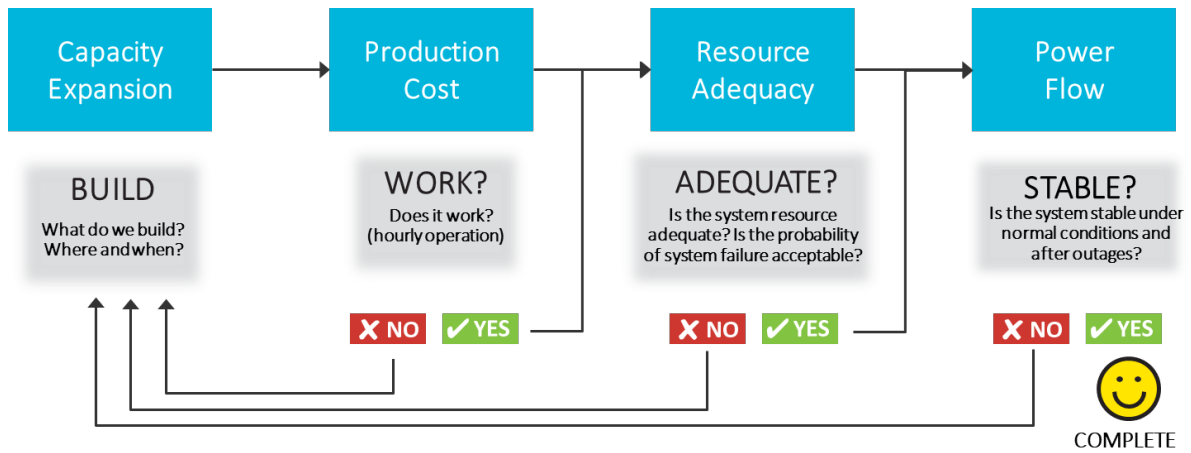 Capacity
Expansion
Production
Cost
Resource
Adequacy
Power
Flow
BUILD
What do we build?
Where and when?
WORK?
Does it work?
(hourly operation)
ADEQUATE?
Is the system resource
adequate? Is the probability
of system failure acceptable?
STABLE?
Is the system stable under
normal conditions and
after outages?
✘ NO
✔ YES
✘ NO
✔ YES
✘ NO
✔ YES
COMPLETE